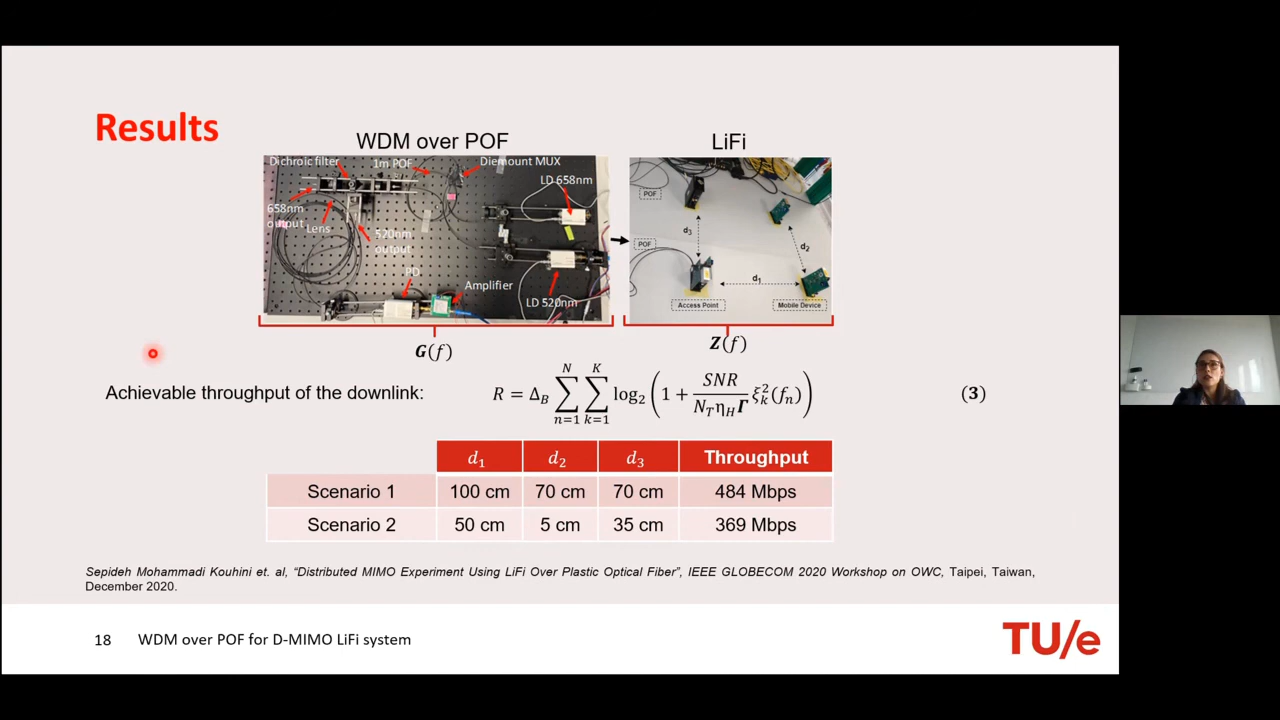 Results
WDM over POF
LiFi
Dichroic filter
1m POF
Diemount MUX
LD 658nm
658nm
output
Lens
520nm
output
PD
Amplifier
LD 520nm
POF
POF
d3
d2
d1
Access Point
Mobile Device
G(f)
Z(f)
Achievable throughput of the downlink: R = Δ_B ∑_{n=1}^{N} ∑_{k=1}^{K} log₂ (1 + SNR / (N_T η_H Γ) ξ_k^2(f_n)) (3)
d₁ d₂ d₃ Throughput
Scenario 1 100 cm 70 cm 70 cm 484 Mbps
Scenario 2 50 cm 5 cm 35 cm 369 Mbps
Sepideh Mohammadi Kouhini et. al, “Distributed MIMO Experiment Using LiFi Over Plastic Optical Fiber”, IEEE GLOBECOM 2020 Workshop on OWC, Taipei, Taiwan,
December 2020.
18 WDM over POF for D-MIMO LiFi system
TU/e